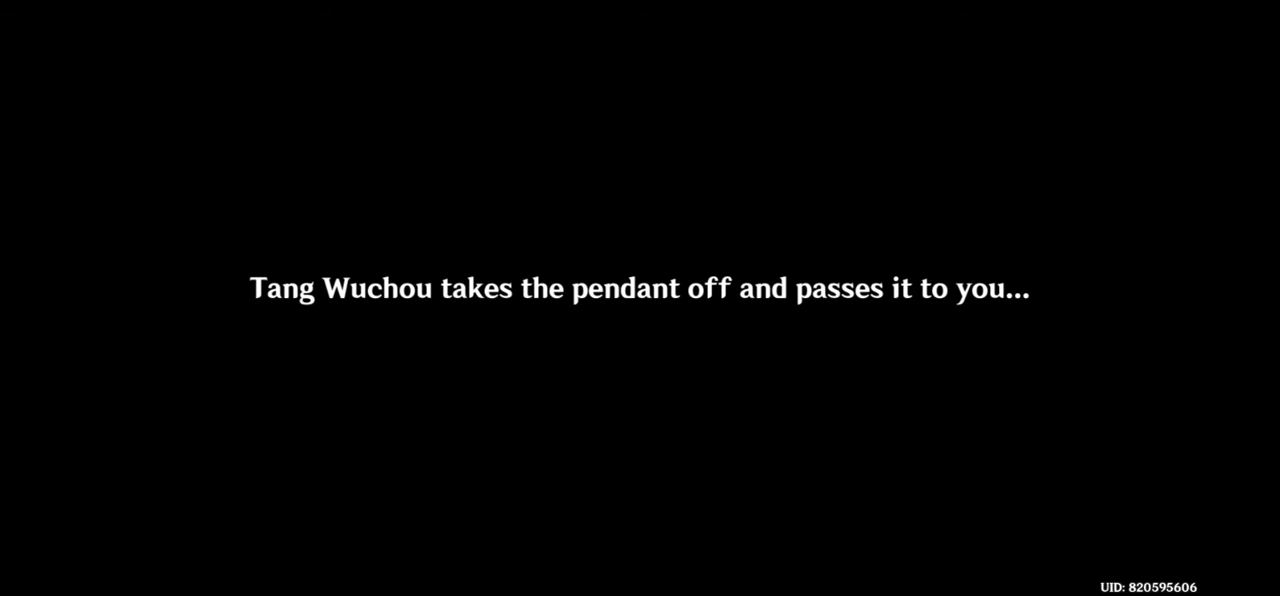 Tang Wuchou takes the pendant off and passes it to you...
UID: 820595606